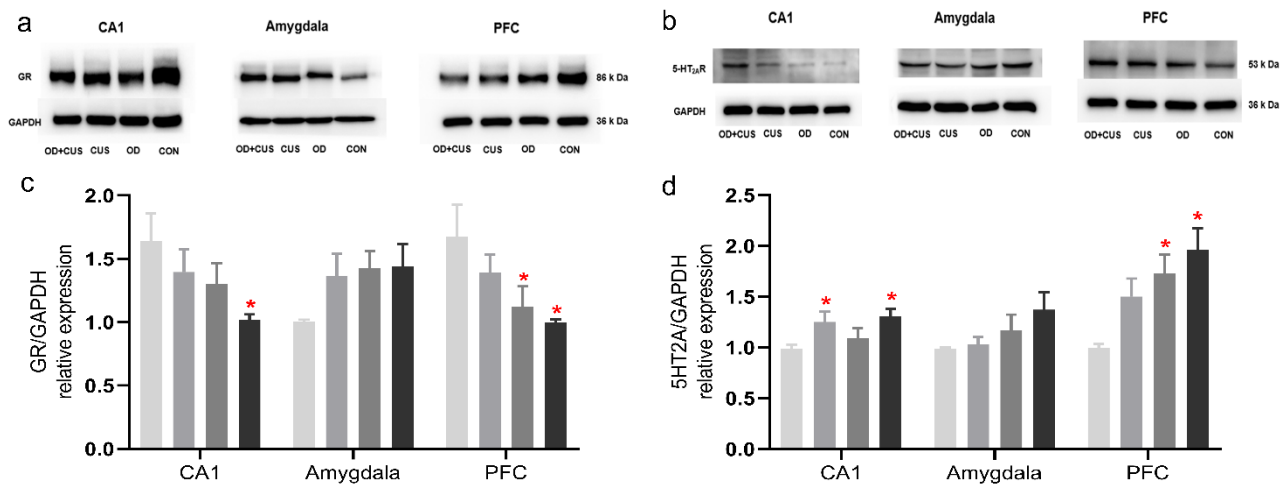 a
CA1
Amygdala
PFC
GR
86 k Da
GAPDH
36 k Da
OD+CUS CUS OD CON
OD+CUS CUS OD CON
OD+CUS CUS OD CON
b
CA1
Amygdala
PFC
5-HT2AR
53 k Da
GAPDH
36 k Da
OD+CUS CUS OD CON
OD+CUS CUS OD CON
OD+CUS CUS OD CON
c
GR/GAPDH
relative expression
2.0
1.5
1.0
0.5
0.0
*
*
*
CA1 Amygdala PFC
d
5HT2A/GAPDH
relative expression
2.5
2.0
1.5
1.0
0.5
0.0
*
*
*
*
CA1 Amygdala PFC